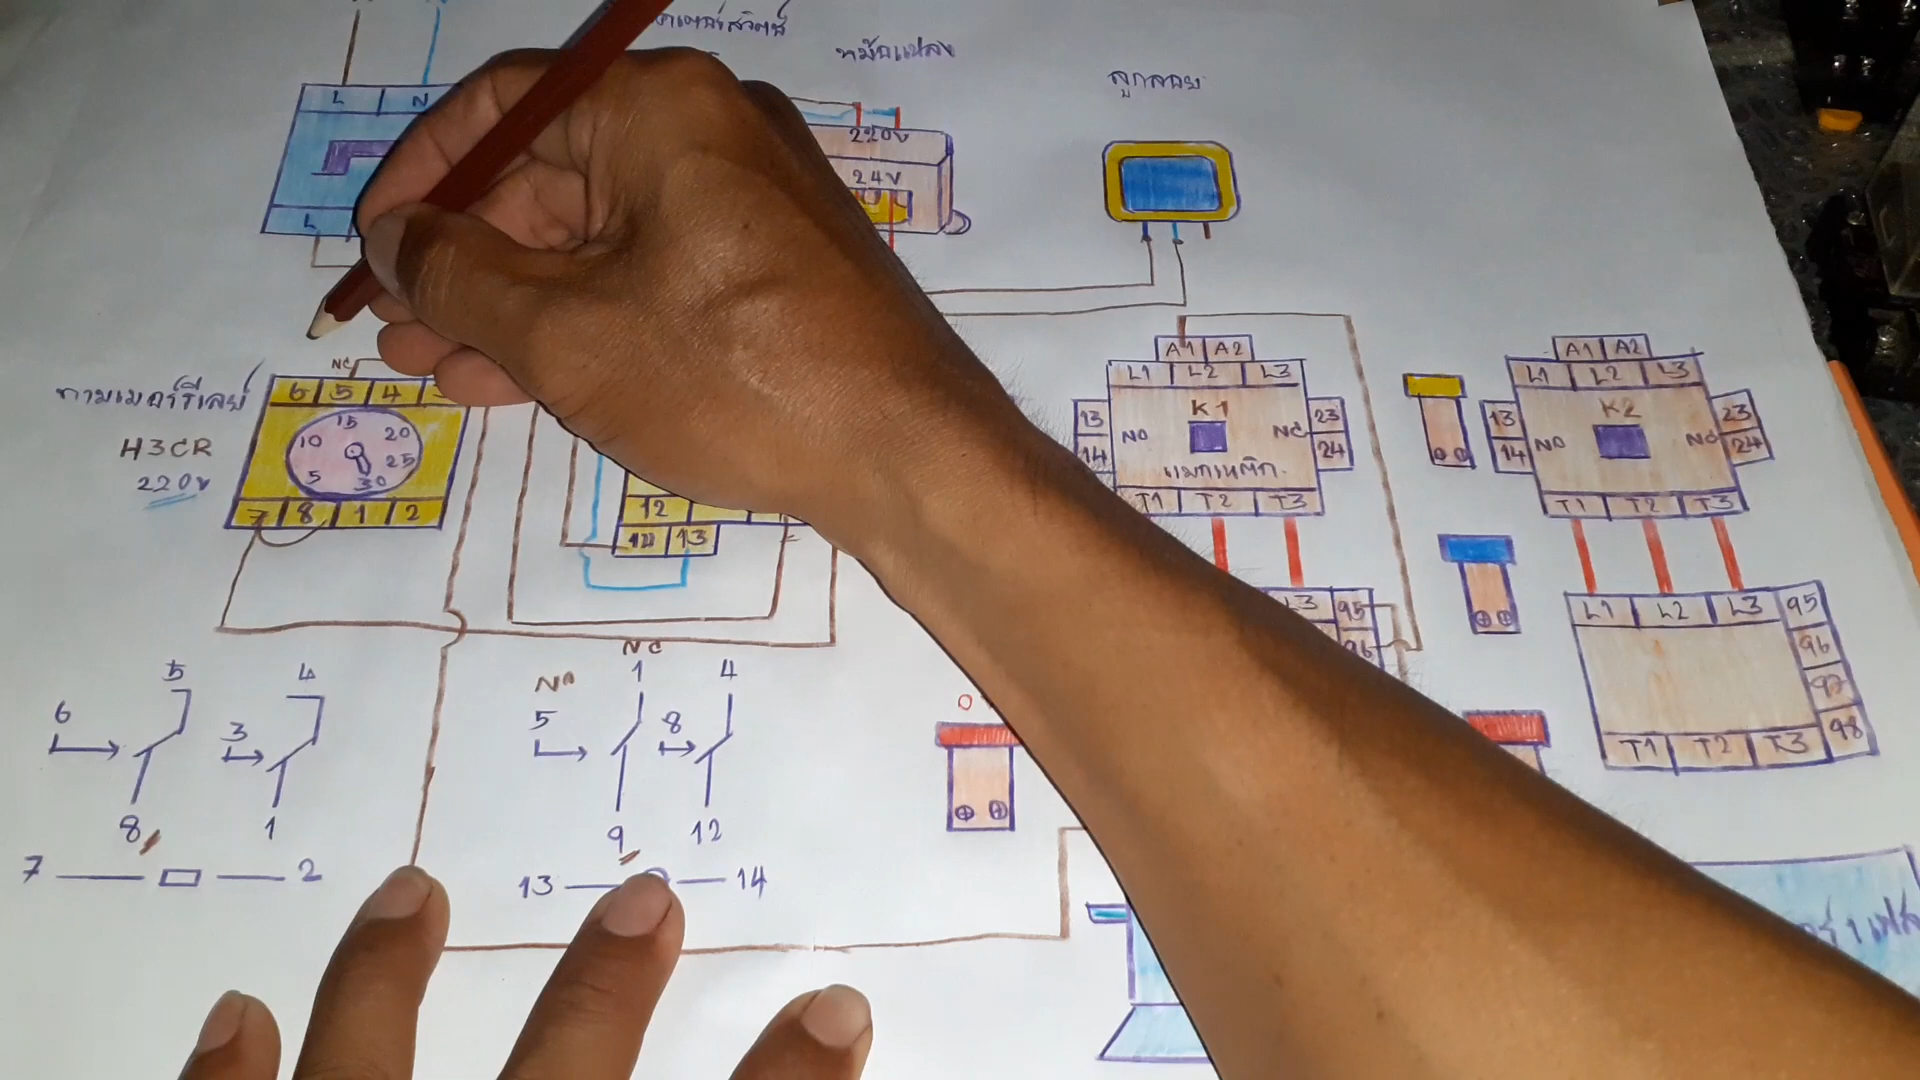 หม้อแปลง
ลูกลอย
L N
220V
24V
L
NC
ทามเมอร์รีเลย์
H3CR
220V
6 5 4
15
10 20
25
5 30
7 8 1 2
12
13
A1 A2
L1 L2 L3
K1
13 NO NC 23
14 24
แมกเนติก
T1 T2 T3
A1 A2
L1 L2 L3
K2
13 NO NC 23
14 24
T1 T2 T3
L3 95
96
L1 L2 L3 95
96
97
98
T1 T2 T3
5 4
6 3
8 1
7 2
NC
NO 1 4
5 8
9 12
13 14